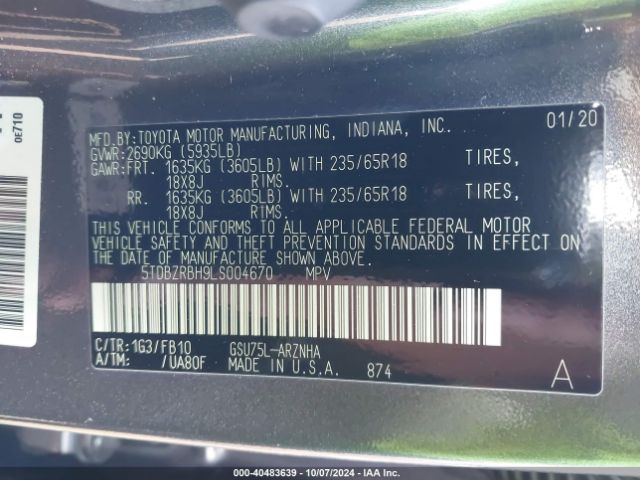 0E710
MFD.BY:TOYOTA MOTOR MANUFACTURING, INDIANA, INC. 01/20
GVWR:2690KG (5935LB)
GAWR:FRT. 1635KG (3605LB) WITH 235/65R18 TIRES,
18X8J RIMS.
RR. 1635KG (3605LB) WITH 235/65R18 TIRES,
18X8J RIMS.
THIS VEHICLE CONFORMS TO ALL APPLICABLE FEDERAL MOTOR
VEHICLE SAFETY AND THEFT PREVENTION STANDARDS IN EFFECT ON
THE DATE OF MANUFACTURE SHOWN ABOVE.
5TDBZRBH9LS004670 MPV
C/TR:1G3/FB10 GSU75L-ARZNHA
A/TM: /UA80F MADE IN U.S.A. 874 A
000-40483639 - 10/07/2024 - IAA Inc.